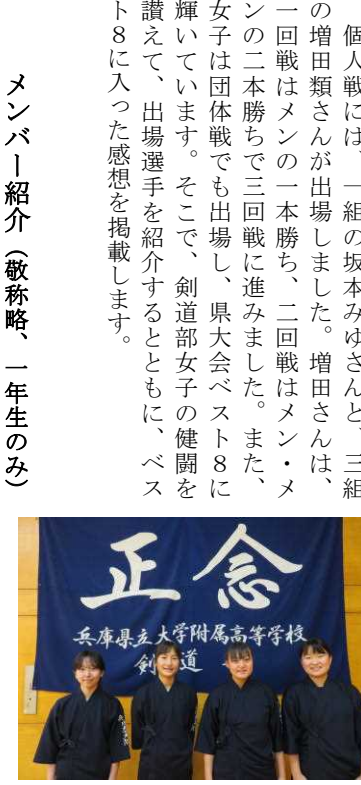 個人戦には、一組の坂本みゆさんと、三組
の増田類さんが出場しました。増田さんは、
一回戦はメンの一本勝ち、二回戦はメン・メ
ンの二本勝ちで三回戦に進みました。また、
女子は団体戦でも出場し、県大会ベスト８に
輝いています。そこで、剣道部女子の健闘を
讃えて、出場選手を紹介するとともに、ベス
ト８に入った感想を掲載します。
メンバー紹介（敬称略、一年生のみ）
正念
兵庫県立大学附属高等学校
剣道